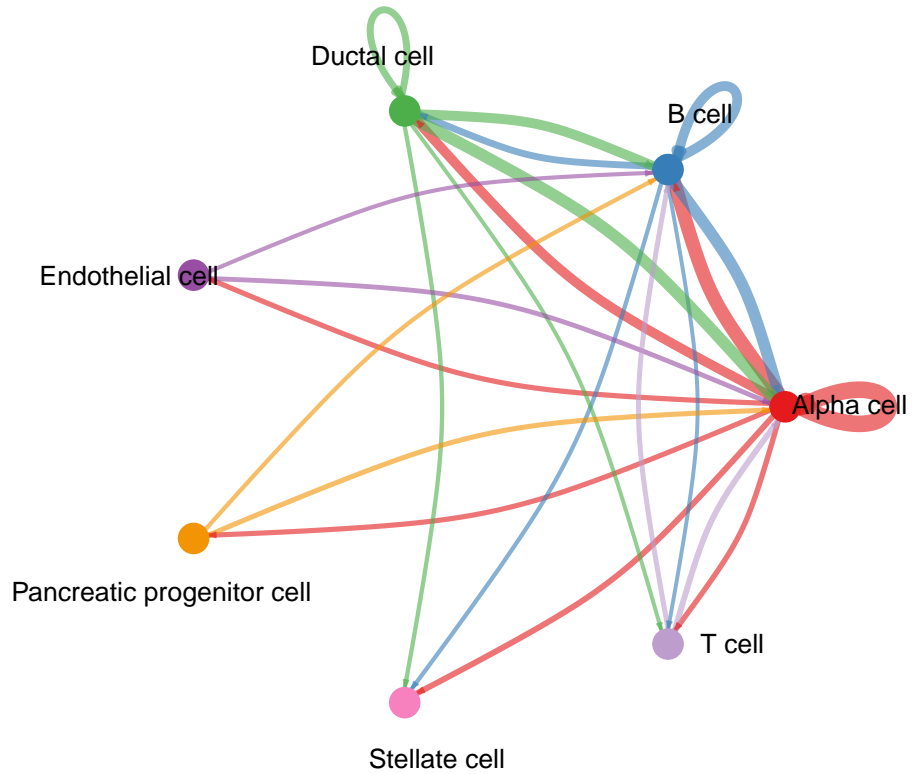 Ductal cell
B cell
Endothelial cell
Alpha cell
Pancreatic progenitor cell
T cell
Stellate cell